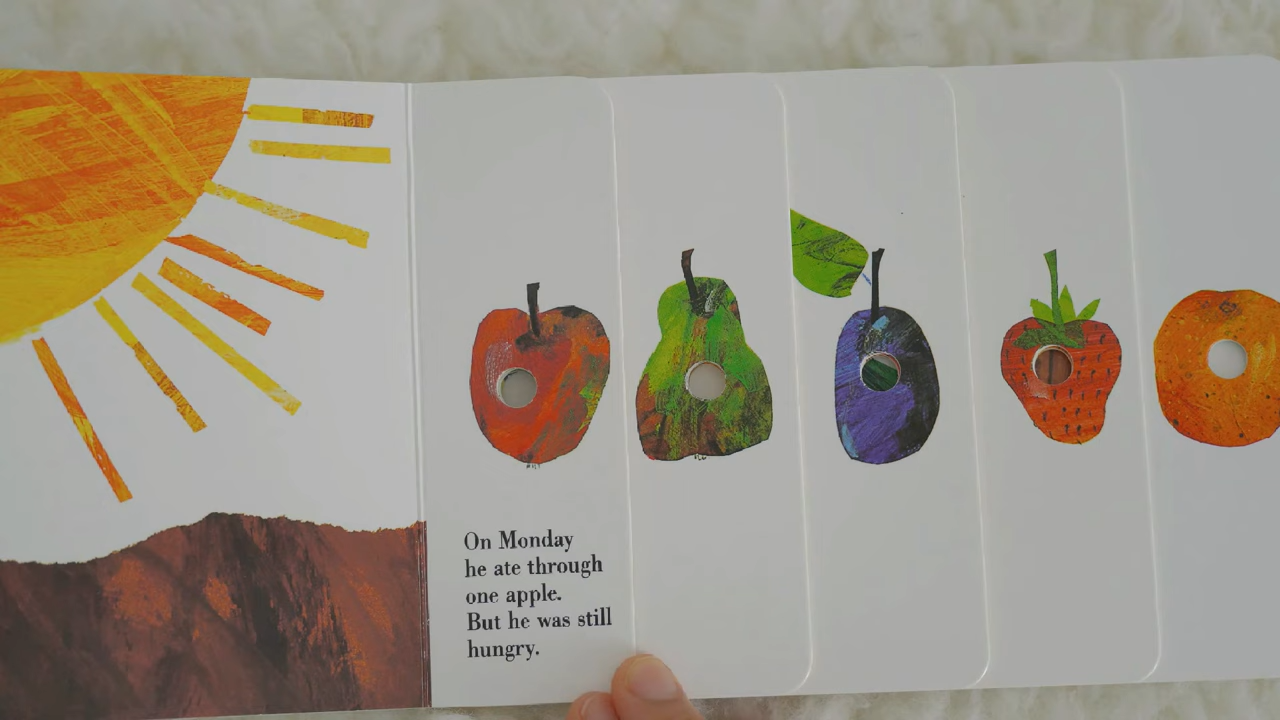 On Monday
he ate through
one apple.
But he was still
hungry.